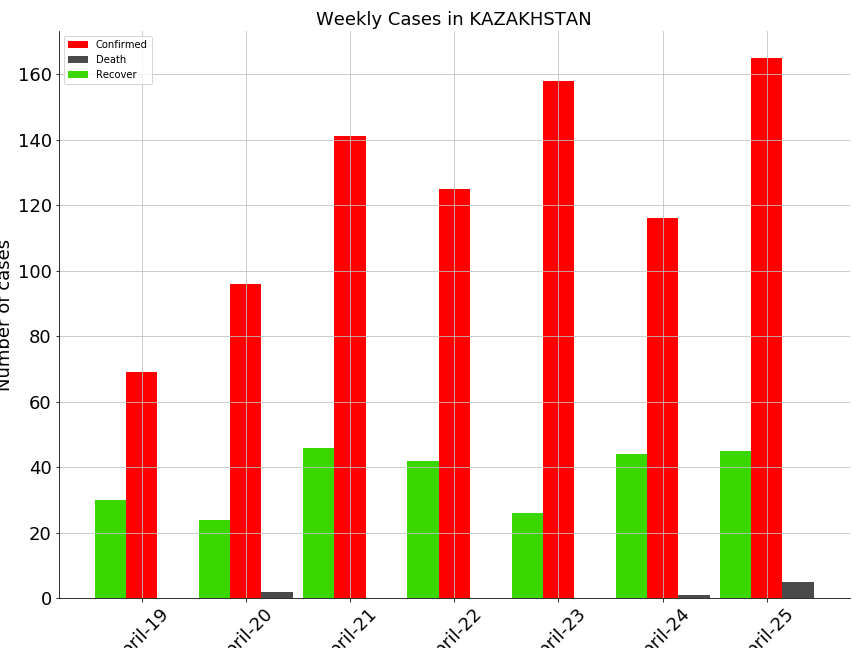 Weekly Cases in KAZAKHSTAN
Confirmed
Death
Recover
Number of cases
160
140
120
100
80
60
40
20
0
pril-19
pril-20
pril-21
pril-22
pril-23
pril-24
pril-25